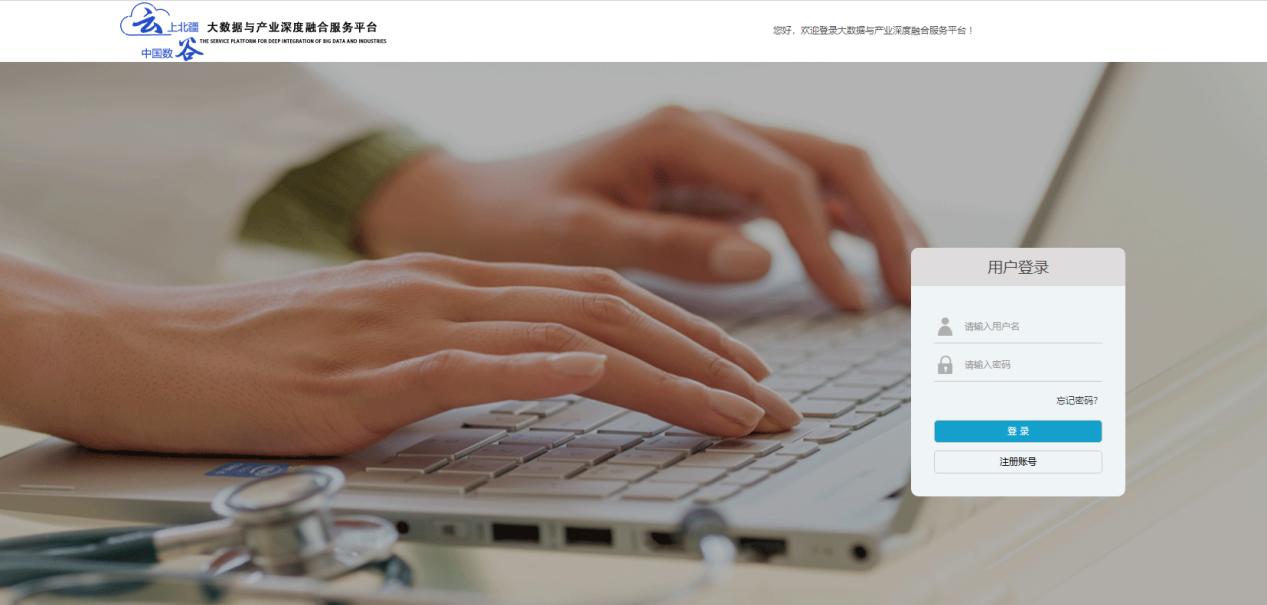 云上北疆
中国数谷
大数据与产业深度融合服务平台
THE SERVICE PLATFORM FOR DEEP INTEGRATION OF BIG DATA AND INDUSTRIES
您好，欢迎登录大数据与产业深度融合服务平台！
用户登录
请输入用户名
请输入密码
忘记密码?
登 录
注册账号